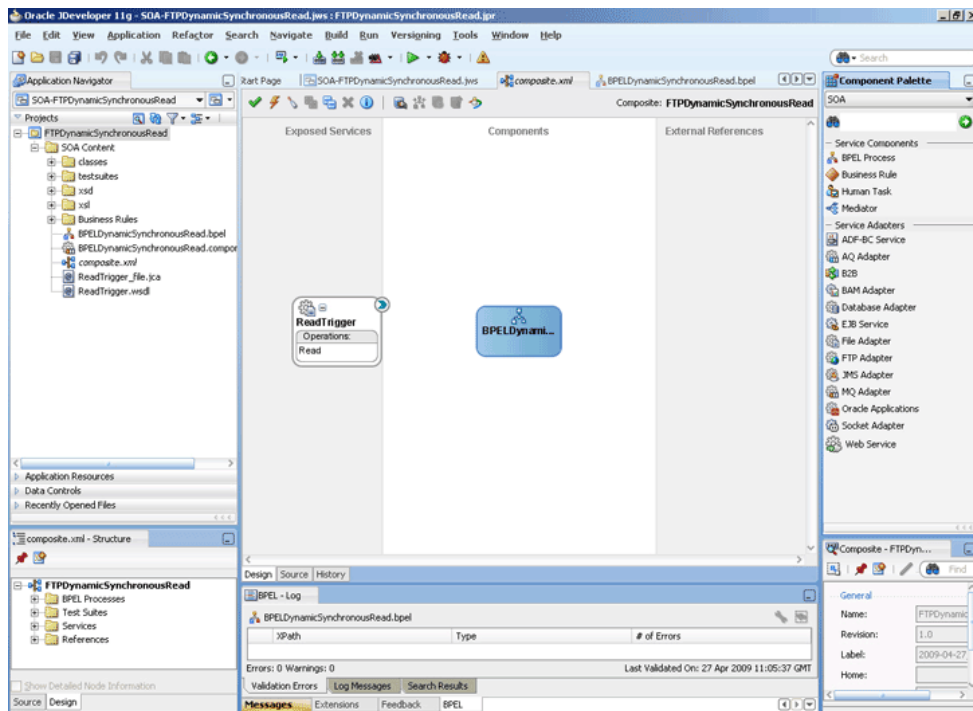 Oracle JDeveloper 11g - SOA-FTPDynamicSynchronousRead.jws : FTPDynamicSynchronousRead.jpr
File Edit View Application Refactor Search Navigate Build Run Versioning Tools Window Help
Search
Application Navigator
SOA-FTPDynamicSynchronousRead
Projects
FTPDynamicSynchronousRead
SOA Content
classes
testsuites
xsd
xsl
Business Rules
BPELDynamicSynchronousRead.bpel
BPELDynamicSynchronousRead.compor
composite.xml
ReadTrigger_file.jca
ReadTrigger.wsdl
Application Resources
Data Controls
Recently Opened Files
composite.xml - Structure
FTPDynamicSynchronousRead
BPEL Processes
Test Suites
Services
References
Show Detailed Node Information
Source Design
Start Page SOA-FTPDynamicSynchronousRead.jws composite.xml BPELDynamicSynchronousRead.bpel
Composite: FTPDynamicSynchronousRead
Exposed Services Components External References
ReadTrigger
Operations:
Read
BPELDynami...
Design Source History
BPEL - Log
BPELDynamicSynchronousRead.bpel
XPath Type # of Errors
Errors: 0 Warnings: 0 Last Validated On: 27 Apr 2009 11:05:37 GMT
Validation Errors Log Messages Search Results
Messages Extensions Feedback BPEL
Component Palette
SOA
Service Components
BPEL Process
Business Rule
Human Task
Mediator
Service Adapters
ADF-BC Service
AQ Adapter
B2B
BAM Adapter
Database Adapter
EJB Service
File Adapter
FTP Adapter
JMS Adapter
MQ Adapter
Oracle Applications
Socket Adapter
Web Service
Composite - FTPDyn...
Find
General
Name: FTPDynamic
Revision: 1.0
Label: 2009-04-27
Home: